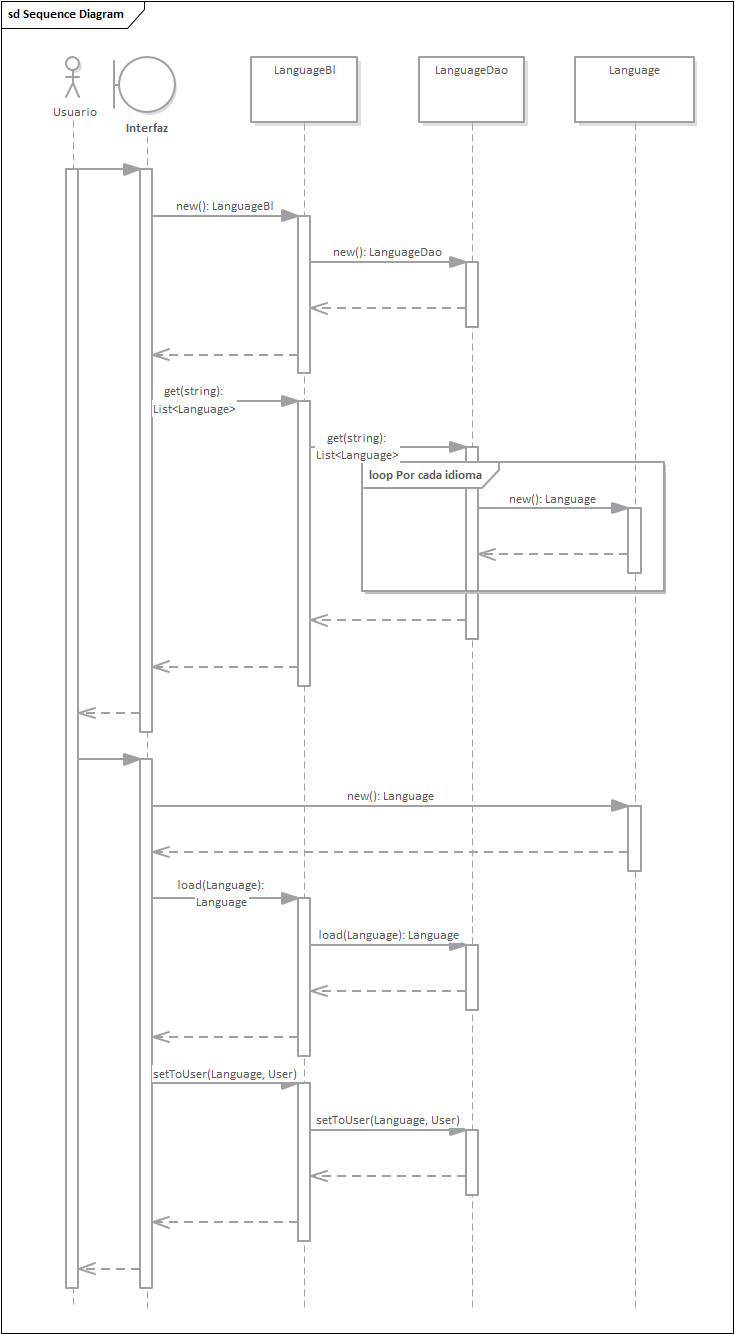 sd Sequence Diagram
Usuario
Interfaz
LanguageBl
LanguageDao
Language
new(): LanguageBl
new(): LanguageDao
get(string):
List<Language>
get(string):
List<Language>
loop Por cada idioma
new(): Language
new(): Language
load(Language):
Language
load(Language): Language
setToUser(Language, User)
setToUser(Language, User)